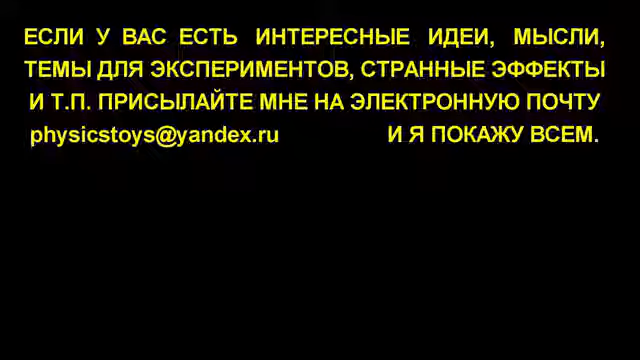 ЕСЛИ У ВАС ЕСТЬ ИНТЕРЕСНЫЕ ИДЕИ, МЫСЛИ,
ТЕМЫ ДЛЯ ЭКСПЕРИМЕНТОВ, СТРАННЫЕ ЭФФЕКТЫ
И Т.П. ПРИСЫЛАЙТЕ МНЕ НА ЭЛЕКТРОННУЮ ПОЧТУ
physicstoys@yandex.ru И Я ПОКАЖУ ВСЕМ.